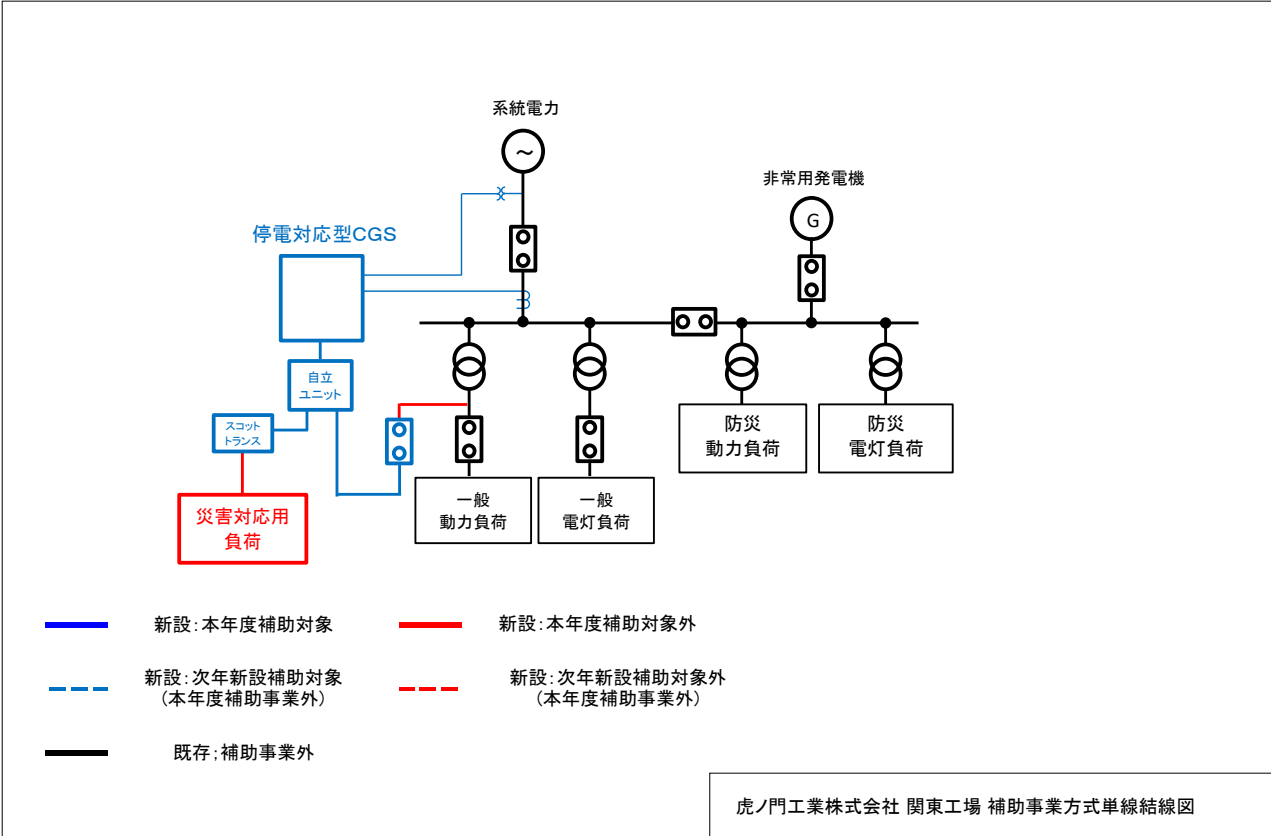 系統電力
～
非常用発電機
G
停電対応型CGS
自立
ユニット
スコット
トランス
災害対応用
負荷
一般
動力負荷
一般
電灯負荷
防災
動力負荷
防災
電灯負荷
新設：本年度補助対象
新設：本年度補助対象外
新設：次年新設補助対象
（本年度補助事業外）
新設：次年新設補助対象外
（本年度補助事業外）
既存；補助事業外
虎ノ門工業株式会社 関東工場 補助事業方式単線結線図